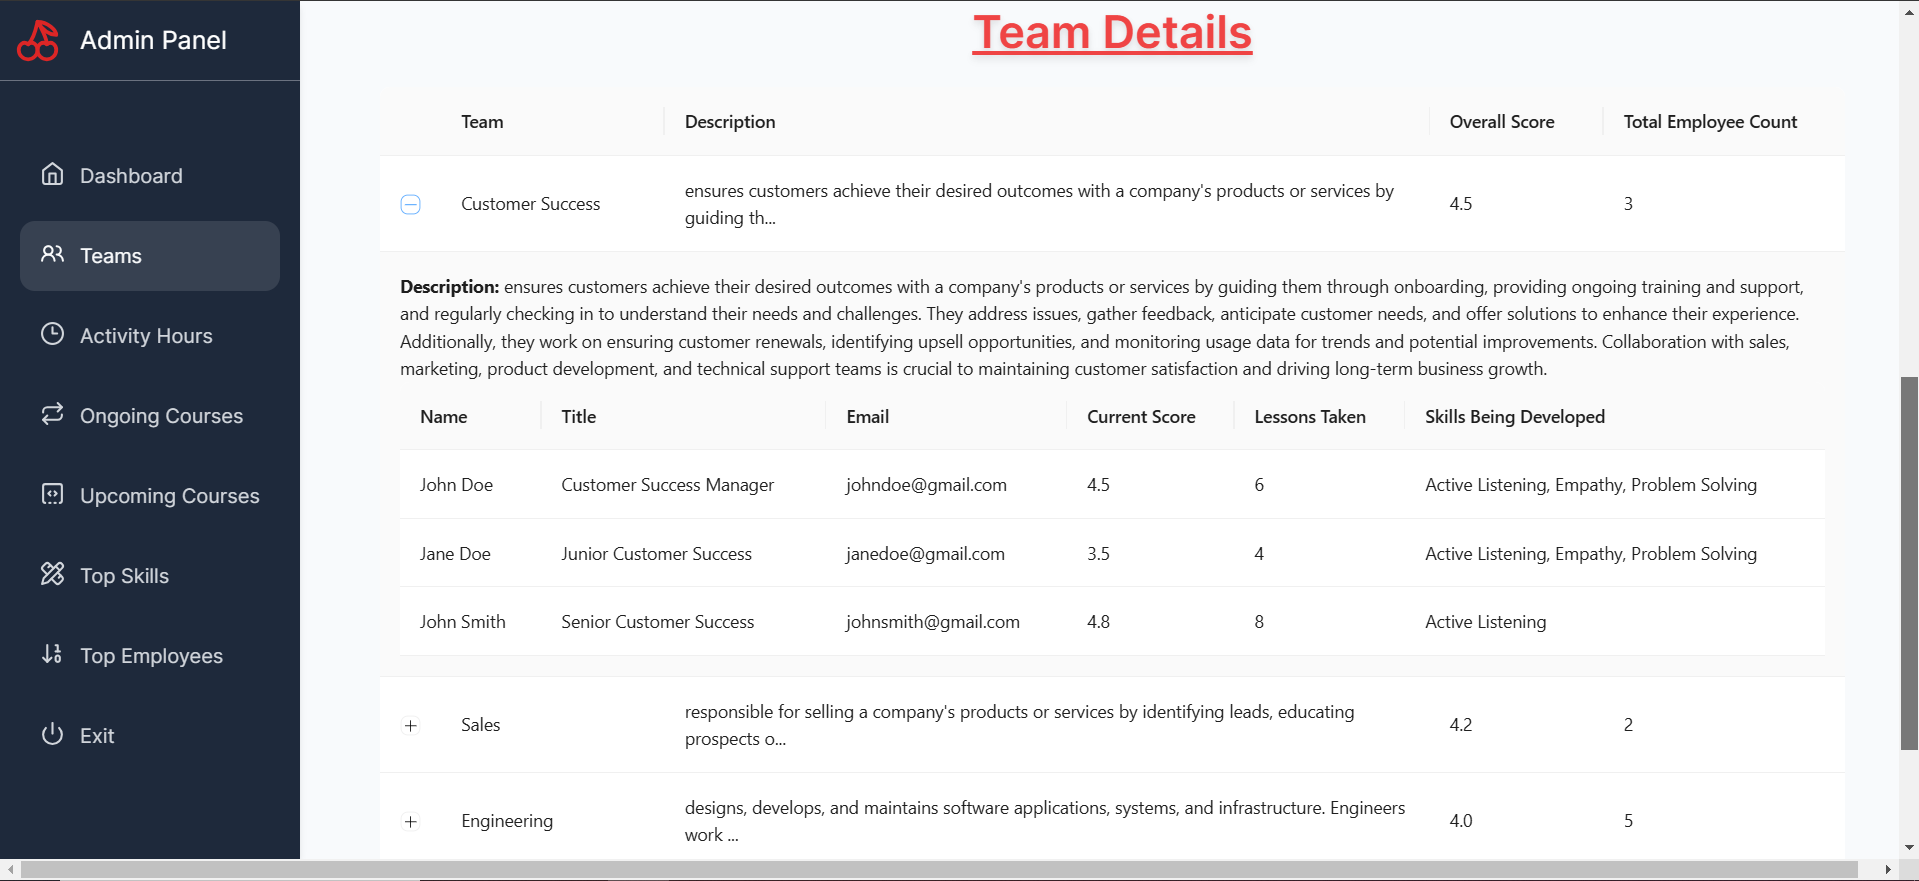 Admin Panel
Dashboard
Teams
Activity Hours
Ongoing Courses
Upcoming Courses
Top Skills
Top Employees
Exit
Team Details
Team Description Overall Score Total Employee Count
Customer Success ensures customers achieve their desired outcomes with a company's products or services by 4.5 3
guiding th...
Description: ensures customers achieve their desired outcomes with a company's products or services by guiding them through onboarding, providing ongoing training and support,
and regularly checking in to understand their needs and challenges. They address issues, gather feedback, anticipate customer needs, and offer solutions to enhance their experience.
Additionally, they work on ensuring customer renewals, identifying upsell opportunities, and monitoring usage data for trends and potential improvements. Collaboration with sales,
marketing, product development, and technical support teams is crucial to maintaining customer satisfaction and driving long-term business growth.
Name Title Email Current Score Lessons Taken Skills Being Developed
John Doe Customer Success Manager johndoe@gmail.com 4.5 6 Active Listening, Empathy, Problem Solving
Jane Doe Junior Customer Success janedoe@gmail.com 3.5 4 Active Listening, Empathy, Problem Solving
John Smith Senior Customer Success johnsmith@gmail.com 4.8 8 Active Listening
Sales responsible for selling a company's products or services by identifying leads, educating 4.2 2
prospects o...
Engineering designs, develops, and maintains software applications, systems, and infrastructure. Engineers 4.0 5
work ...